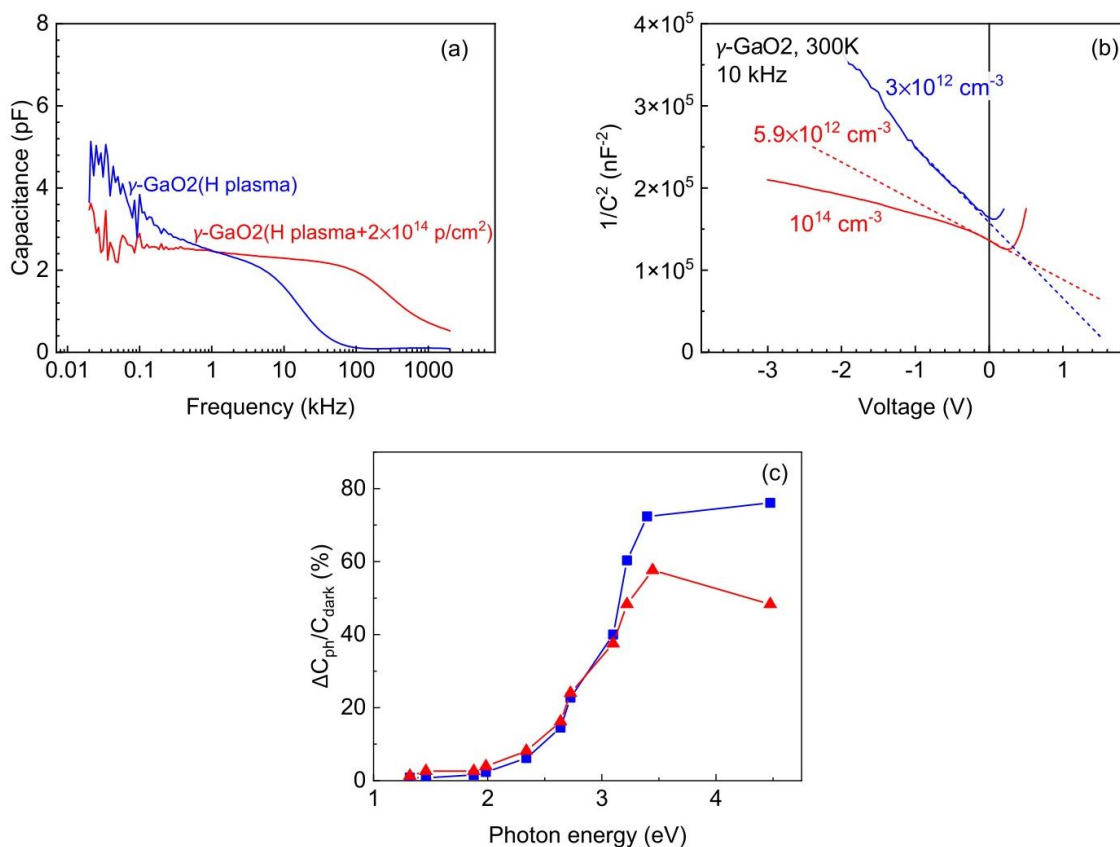 (a)
8
6
4
2
0
Capacitance (pF)
γ-GaO2(H plasma)
γ-GaO2(H plasma+2×10¹⁴ p/cm²)
0.01 0.1 1 10 100 1000
Frequency (kHz)
(b)
γ-GaO2, 300K
10 kHz
4×10⁵
3×10⁵
2×10⁵
1×10⁵
0
1/C² (nF⁻²)
3×10¹² cm⁻³
5.9×10¹² cm⁻³
10¹⁴ cm⁻³
-3 -2 -1 0 1
Voltage (V)
(c)
80
60
40
20
0
ΔC_ph/C_dark (%)
1 2 3 4
Photon energy (eV)